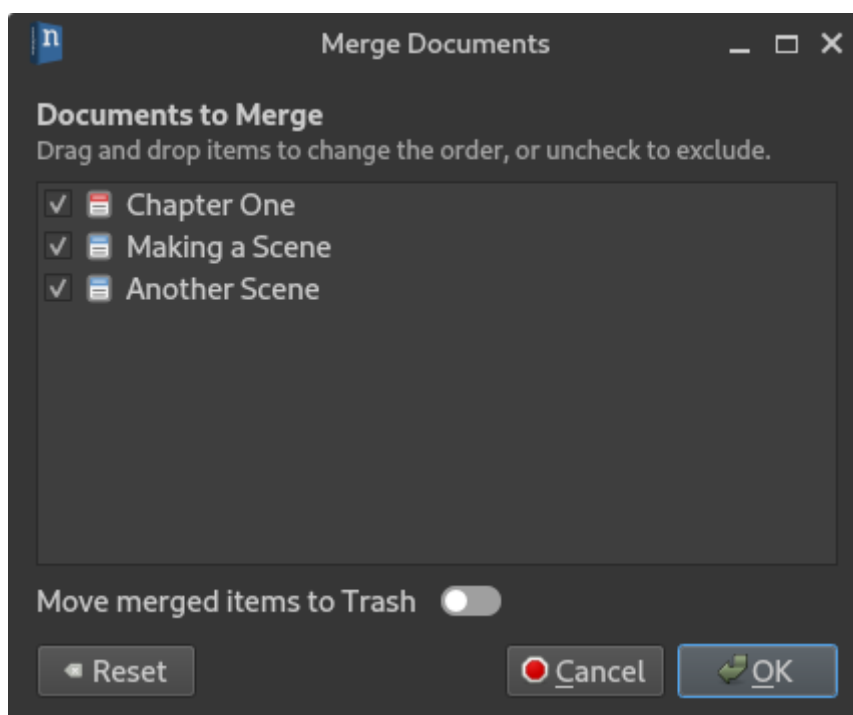 n
Merge Documents
Documents to Merge
Drag and drop items to change the order, or uncheck to exclude.
Chapter One
Making a Scene
Another Scene
Move merged items to Trash
Reset
Cancel
OK